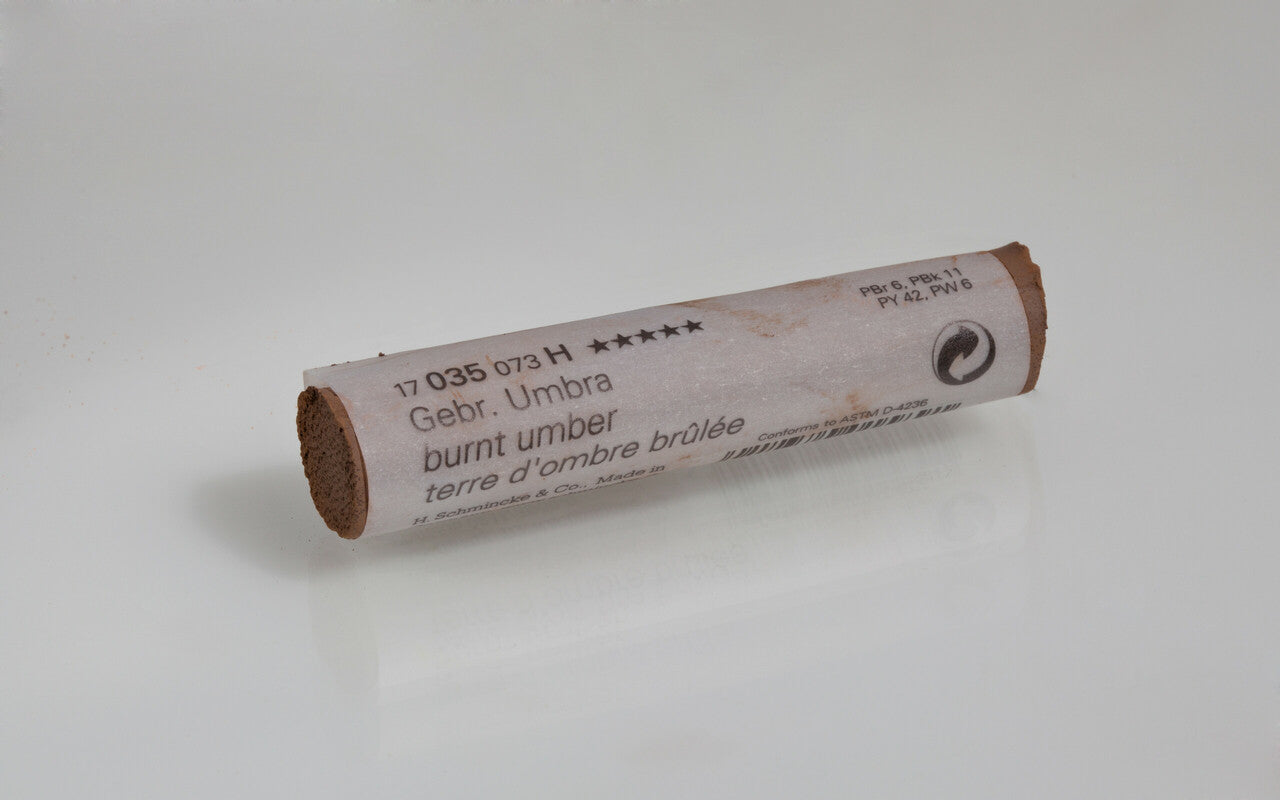 17 035 073 H ★★★★★
Gebr. Umbra
burnt umber
terre d'ombre brûlée
H. Schmincke & Co., Made in
PBr 6, PBk 11
PY 42, PW 6
Conforms to ASTM D-4236